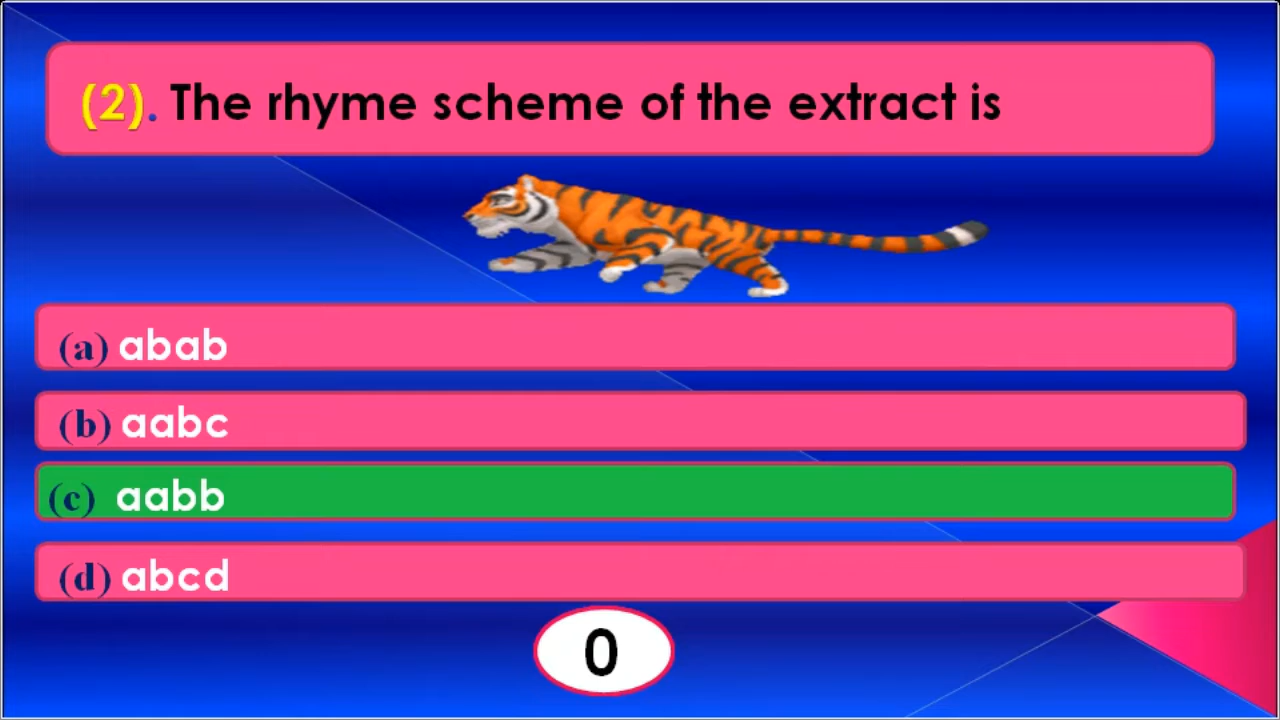 (2). The rhyme scheme of the extract is
(a) abab
(b) aabc
(c) aabb
(d) abcd
0